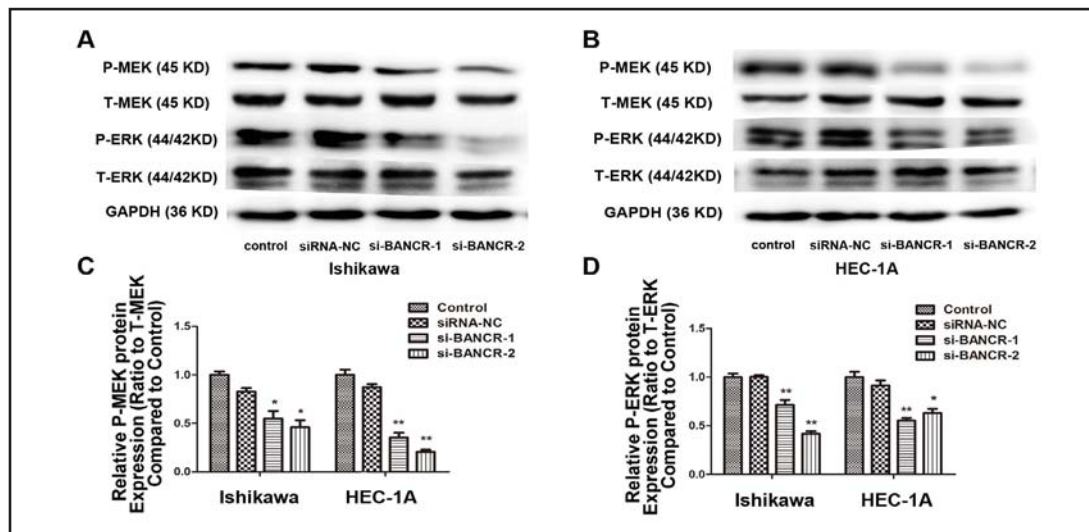 A
P-MEK (45 KD)
T-MEK (45 KD)
P-ERK (44/42KD)
T-ERK (44/42KD)
GAPDH (36 KD)
control siRNA-NC si-BANCR-1 si-BANCR-2
Ishikawa
B
P-MEK (45 KD)
T-MEK (45 KD)
P-ERK (44/42KD)
T-ERK (44/42KD)
GAPDH (36 KD)
control siRNA-NC si-BANCR-1 si-BANCR-2
HEC-1A
C
Relative P-MEK protein
Expression (Ratio to T-MEK
Compared to Control)
1.5
1.0
0.5
0.0
Control
siRNA-NC
si-BANCR-1
si-BANCR-2
* * ** **
Ishikawa HEC-1A
D
Relative P-ERK protein
Expression (Ratio to T-ERK
Compared to Control)
1.5
1.0
0.5
0.0
Control
siRNA-NC
si-BANCR-1
si-BANCR-2
** ** ** *
Ishikawa HEC-1A